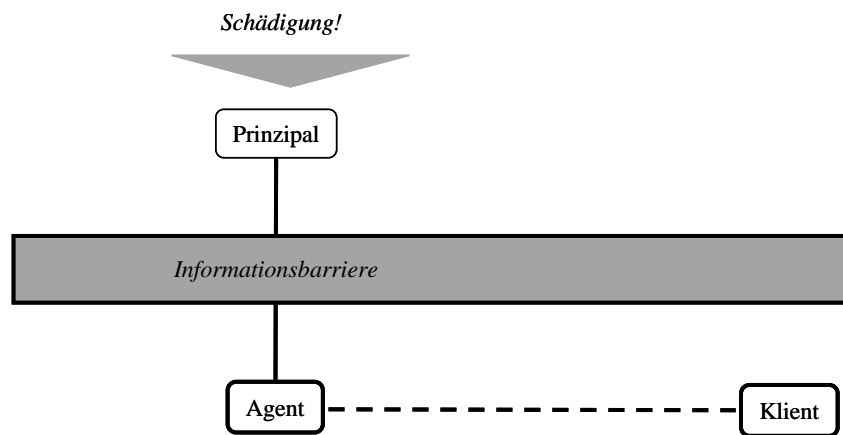 Schädigung!
Prinzipal
Informationsbarriere
Agent
Klient